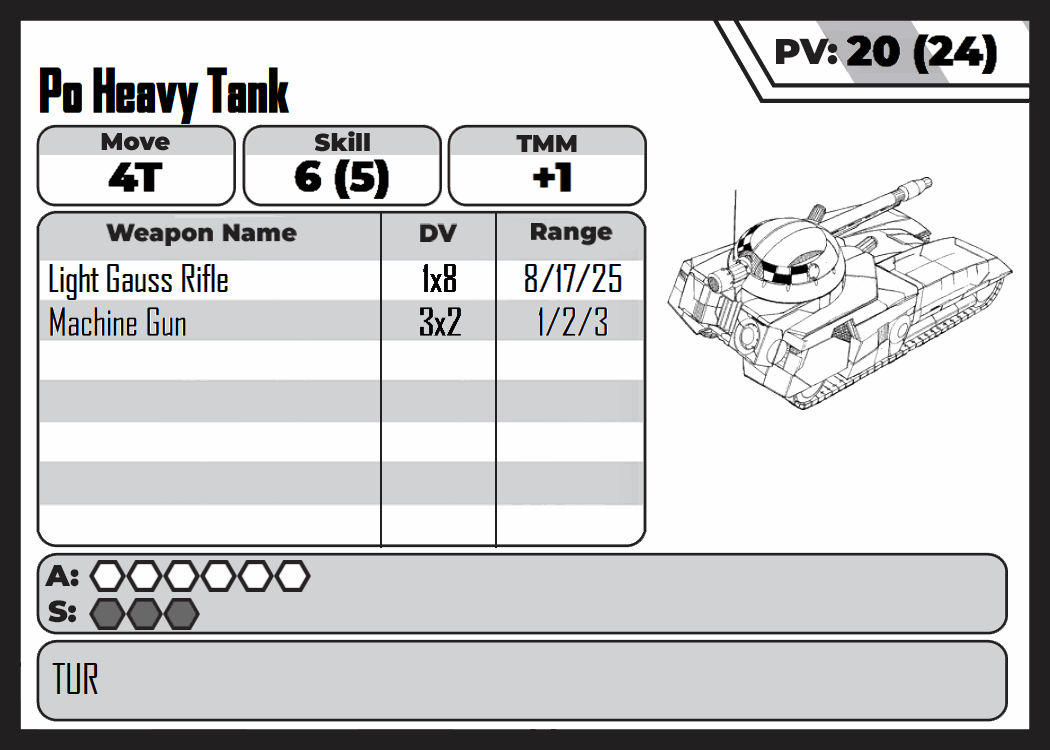 PV: 20 (24)
Po Heavy Tank
Move Skill TMM
4T 6 (5) +1
Weapon Name DV Range
Light Gauss Rifle 1x8 8/17/25
Machine Gun 3x2 1/2/3
A:
S:
TUR